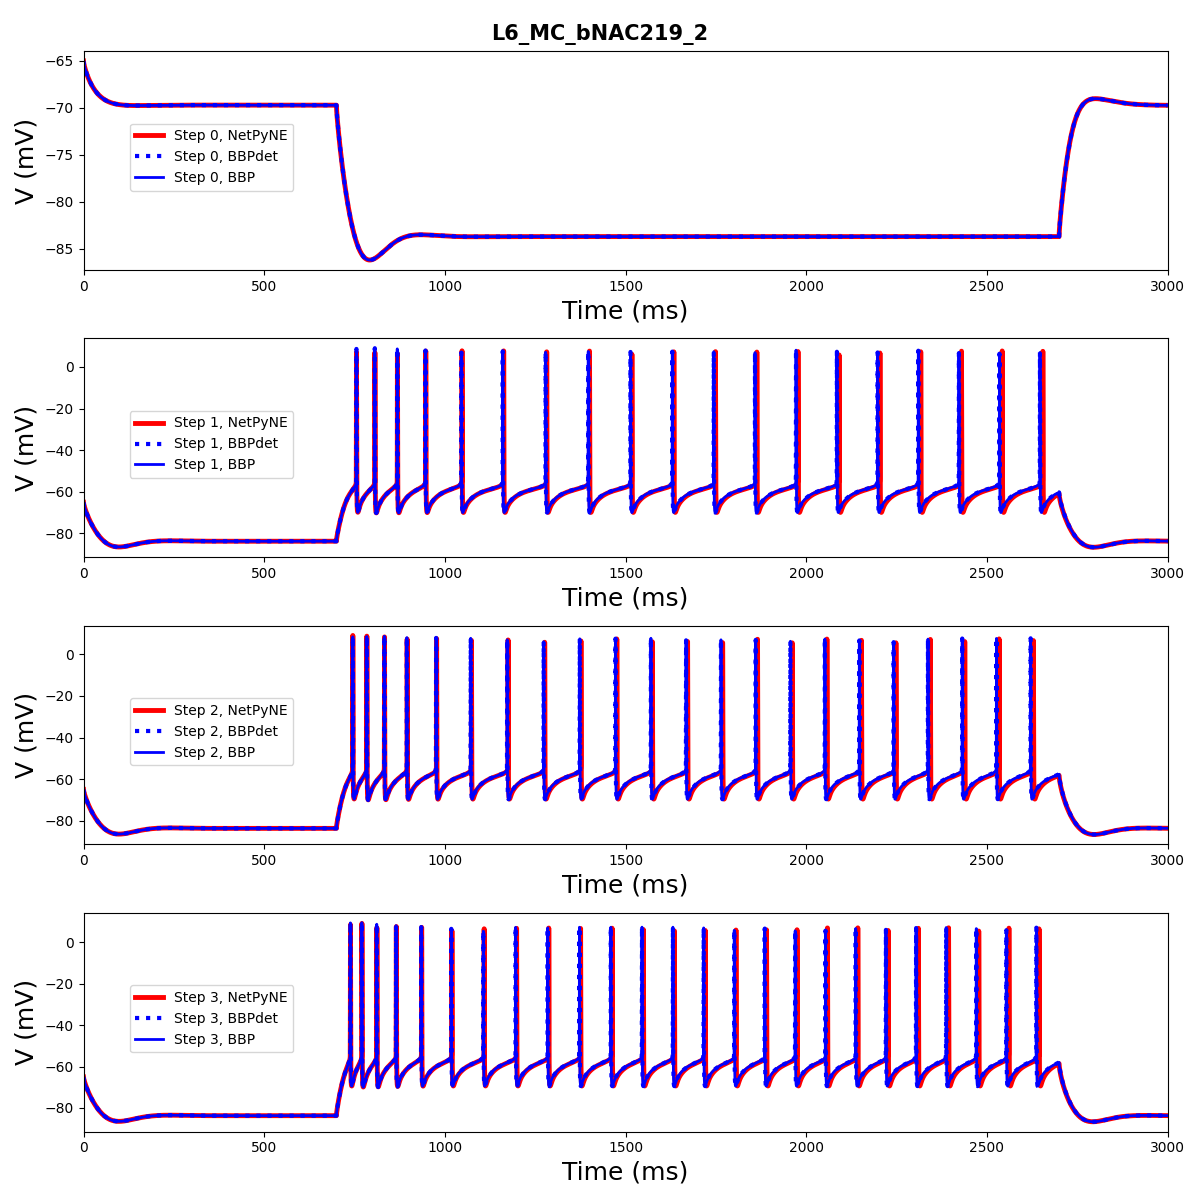 L6_MC_bNAC219_2
−65
−70
−75
−80
−85
V (mV)
Step 0, NetPyNE
Step 0, BBPdet
Step 0, BBP
0 500 1000 1500 2000 2500 3000
Time (ms)
0
−20
−40
−60
−80
V (mV)
Step 1, NetPyNE
Step 1, BBPdet
Step 1, BBP
0 500 1000 1500 2000 2500 3000
Time (ms)
0
−20
−40
−60
−80
V (mV)
Step 2, NetPyNE
Step 2, BBPdet
Step 2, BBP
0 500 1000 1500 2000 2500 3000
Time (ms)
0
−20
−40
−60
−80
V (mV)
Step 3, NetPyNE
Step 3, BBPdet
Step 3, BBP
0 500 1000 1500 2000 2500 3000
Time (ms)